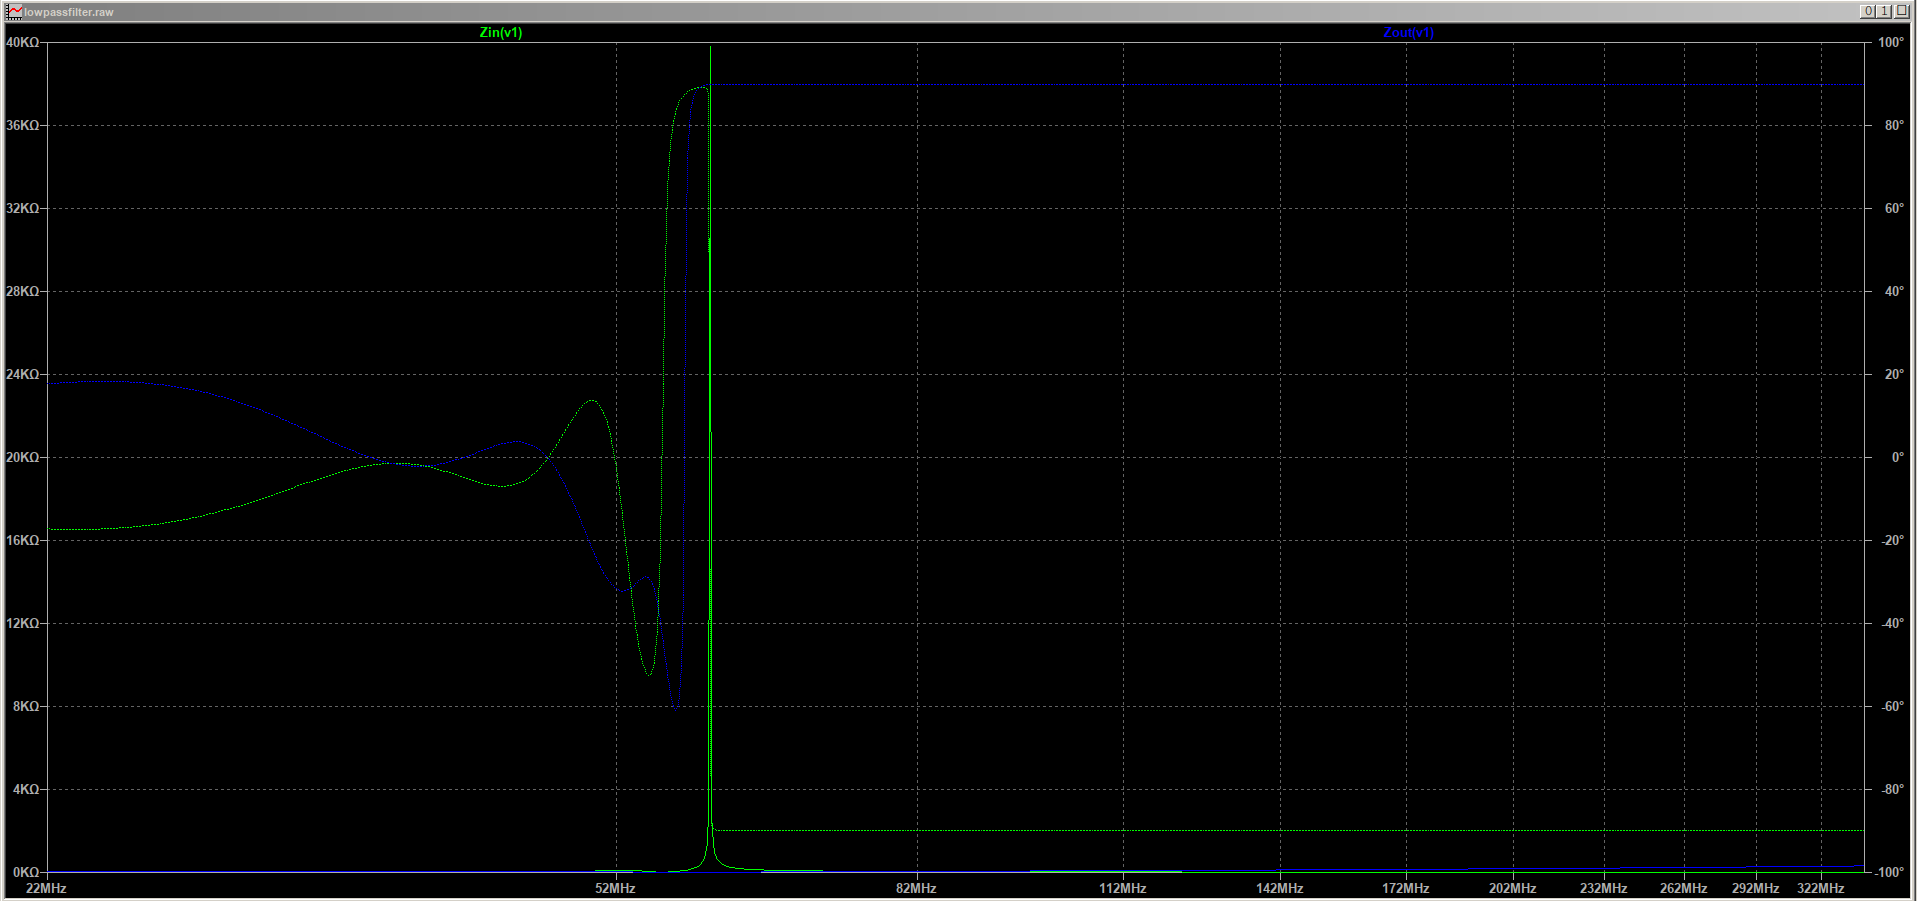 lowpassfilter.raw
0 1
Zin(v1) Zout(v1)
40KΩ 100°
36KΩ 80°
32KΩ 60°
28KΩ 40°
24KΩ 20°
20KΩ 0°
16KΩ -20°
12KΩ -40°
8KΩ -60°
4KΩ -80°
0KΩ -100°
22MHz 52MHz 82MHz 112MHz 142MHz 172MHz 202MHz 232MHz 262MHz 292MHz 322MHz